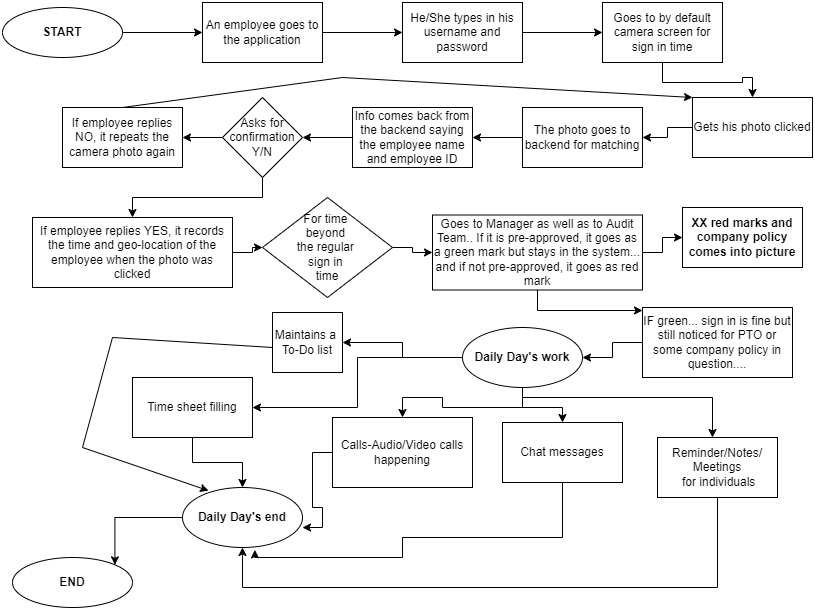 START
An employee goes to
the application
He/She types in his
username and
password
Goes to by default
camera screen for
sign in time
Gets his photo clicked
The photo goes to
backend for matching
Info comes back from
the backend saying
the employee name
and employee ID
Asks for
confirmation
Y/N
If employee replies
NO, it repeats the
camera photo again
If employee replies YES, it records
the time and geo-location of the
employee when the photo was
clicked
For time
beyond
the regular
sign in
time
Goes to Manager as well as to Audit
Team.. If it is pre-approved, it goes as
a green mark but stays in the system...
and if not pre-approved, it goes as red
mark
XX red marks and
company policy
comes into picture
IF green... sign in is fine but
still noticed for PTO or
some company policy in
question....
Daily Day's work
Maintains a
To-Do list
Time sheet filling
Calls-Audio/Video calls
happening
Chat messages
Reminder/Notes/
Meetings
for individuals
Daily Day's end
END